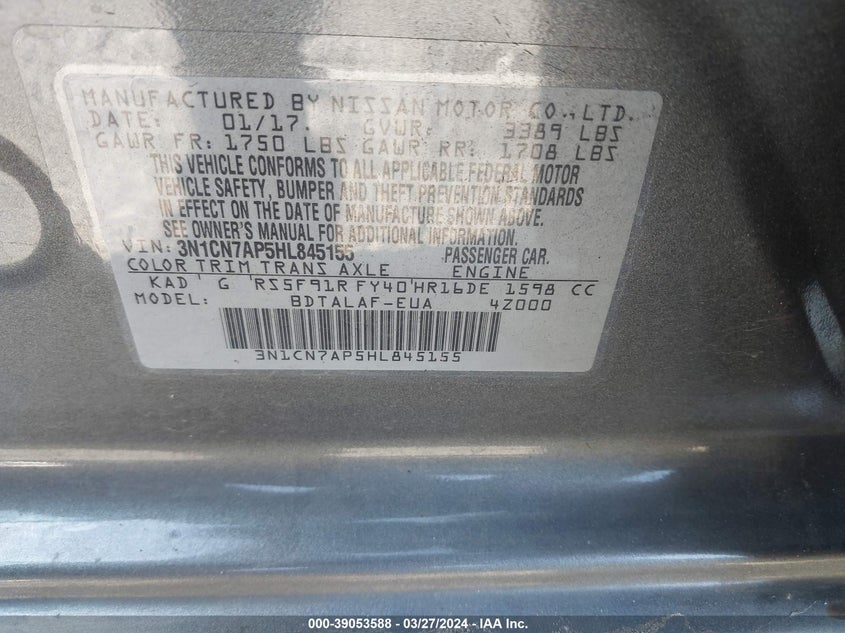 MANUFACTURED BY NISSAN MOTOR CO.,LTD.
DATE: 01/17. GVWR: 3389 LBS
GAWR FR: 1750 LBS GAWR RR: 1708 LBS
THIS VEHICLE CONFORMS TO ALL APPLICABLE FEDERAL MOTOR
VEHICLE SAFETY, BUMPER AND THEFT PREVENTION STANDARDS
IN EFFECT ON THE DATE OF MANUFACTURE SHOWN ABOVE.
SEE OWNER'S MANUAL FOR ADDITIONAL INFORMATION.
VIN: 3N1CN7AP5HL845155 PASSENGER CAR.
COLOR TRIM TRANS AXLE ENGINE
KAD G RS5F91R FY40 HR16DE 1598 CC
MODEL: BDTALAF-EUA 4Z000
3N1CN7AP5HL845155
000-39053588 — 03/27/2024 — IAA Inc.